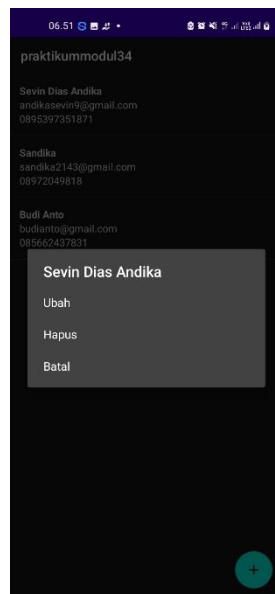 06.51
praktikummodul34
Sevin Dias Andika
andikasevin9@gmail.com
0895397351871
Sandika
sandika2143@gmail.com
08972049818
Budi Anto
budianto@gmail.com
085662437831
Sevin Dias Andika
Ubah
Hapus
Batal
+